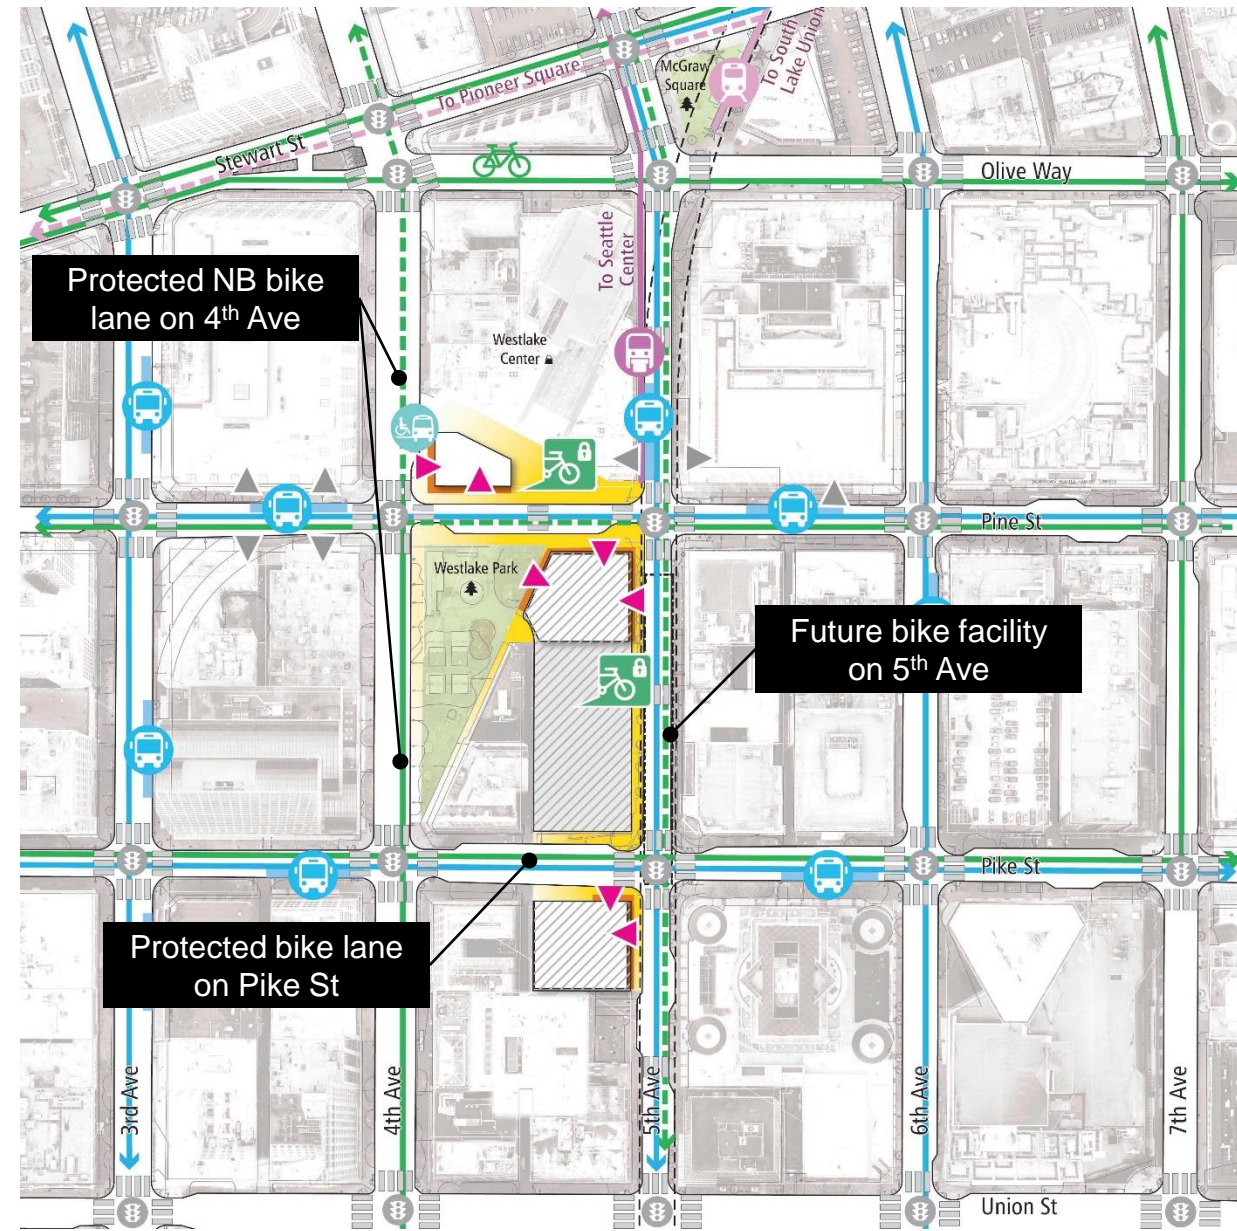 McGraw
Square
To South
Lake Union
To Pioneer Square
Stewart St
Olive Way
To Seattle
Center
Protected NB bike
lane on 4th Ave
Westlake
Center
Pine St
Westlake Park
Future bike facility
on 5th Ave
Pike St
Protected bike lane
on Pike St
3rd Ave
4th Ave
5th Ave
6th Ave
7th Ave
Union St